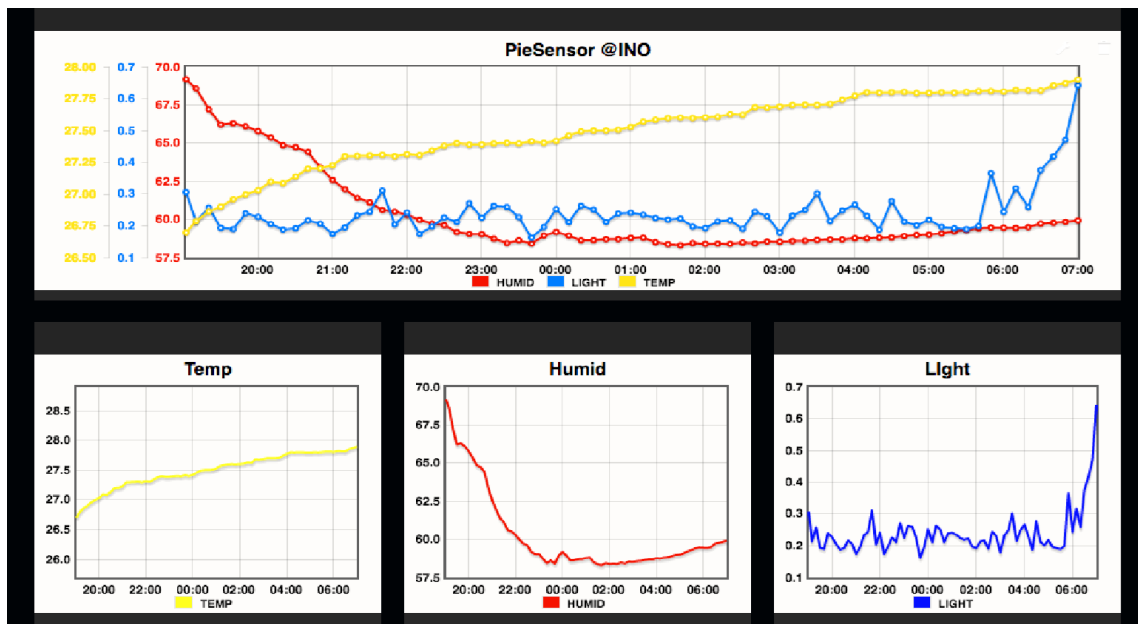 PieSensor @INO
28.00 0.7 70.0
27.75 0.6 67.5
27.50 0.5 65.0
27.25 0.4
27.00 0.3 62.5
26.75 0.2 60.0
26.50 0.1 57.5
20:00 21:00 22:00 23:00 00:00 01:00 02:00 03:00 04:00 05:00 06:00 07:00
HUMID LIGHT TEMP
Temp
28.5
28.0
27.5
27.0
26.5
26.0
20:00 22:00 00:00 02:00 04:00 06:00
TEMP
Humid
70.0
67.5
65.0
62.5
60.0
57.5
20:00 22:00 00:00 02:00 04:00 06:00
HUMID
LIght
0.7
0.6
0.5
0.4
0.3
0.2
0.1
20:00 22:00 00:00 02:00 04:00 06:00
LIGHT